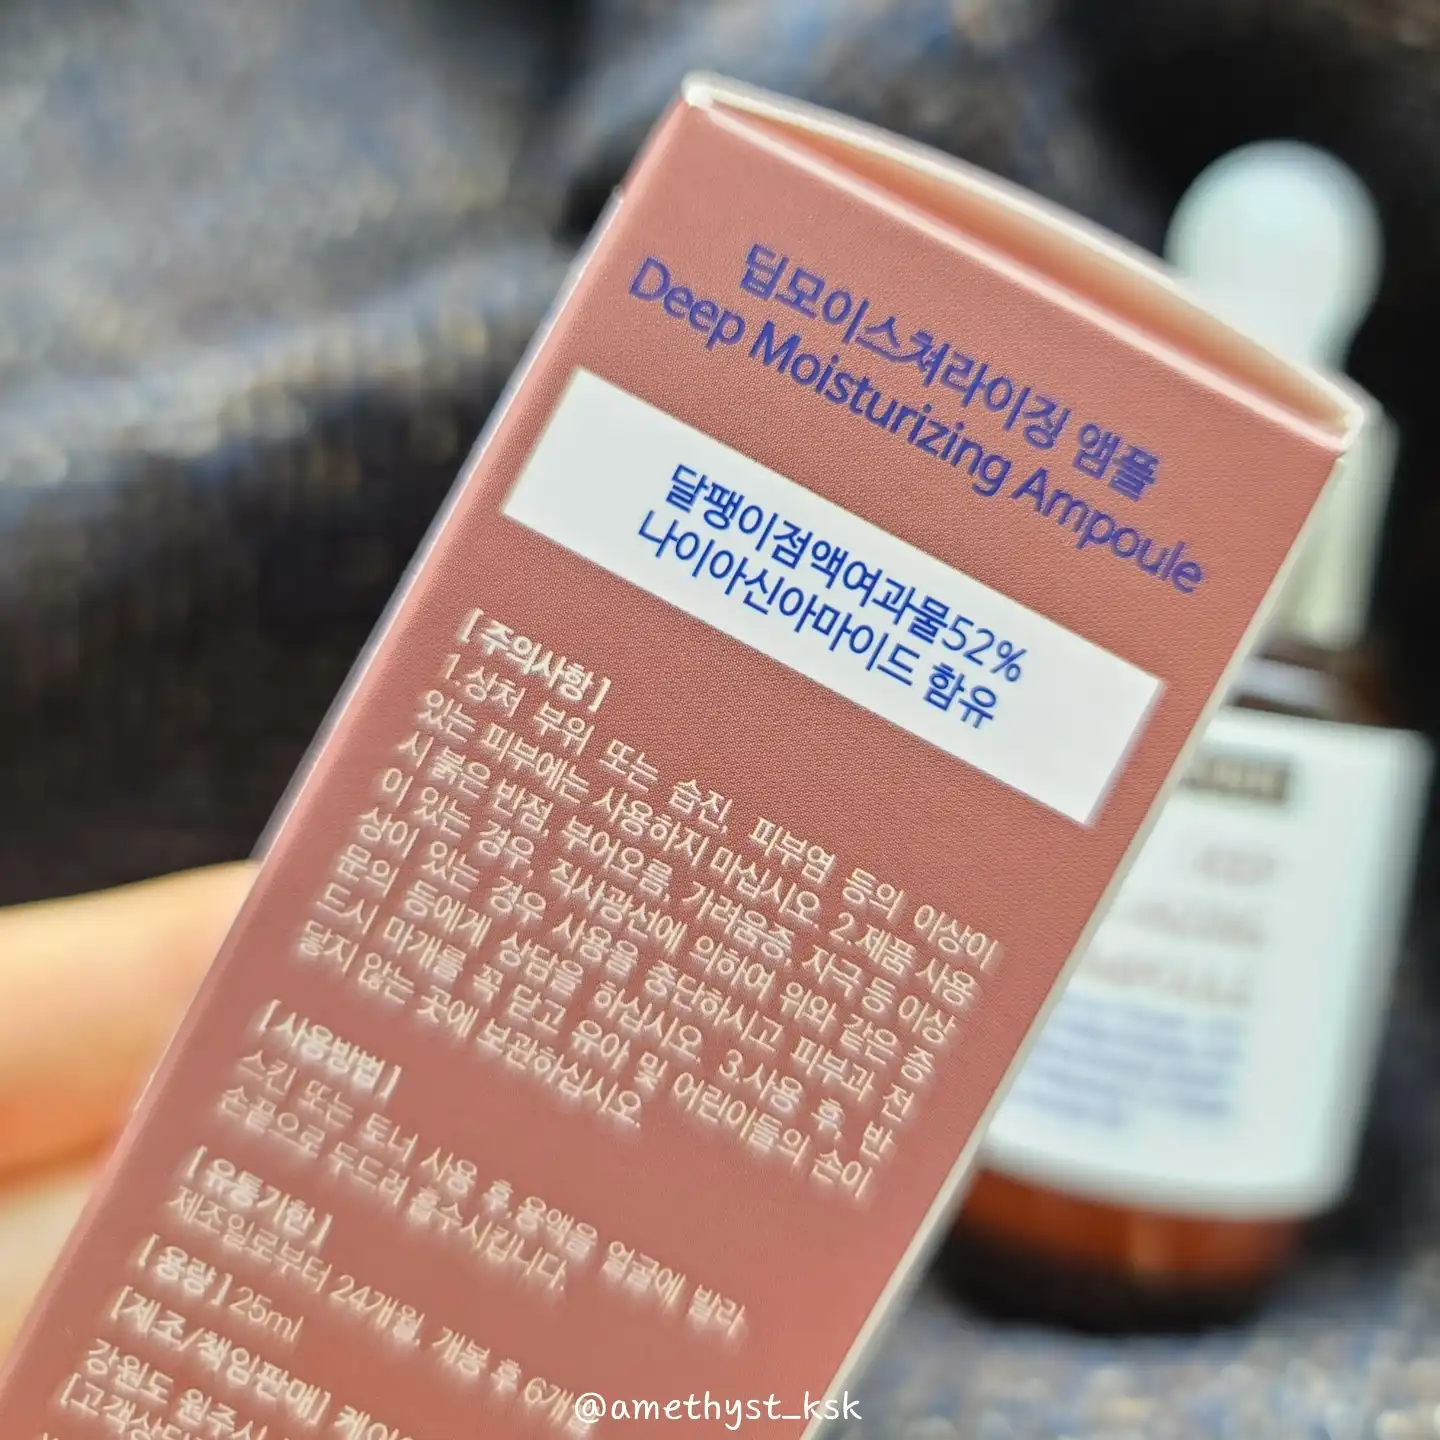 딥모이스쳐라이징 앰플
Deep Moisturizing Ampoule
달팽이점액여과물52%
나이아신아마이드 함유
[ 주의사항 ]
1.상처 부위 또는 습진, 피부염 등의 이상이
있는 피부에는 사용하지 마십시오. 2.제품 사용
시 붉은 반점, 부어오름, 가려움증, 자극 등 이상
이 있는 경우, 직사광선에 의하여 위와 같은 증
상이 있는 경우 사용을 중단하시고 피부과 전
문의 등에게 상담을 하십시오. 3.사용 후, 반
드시 마개를 꼭 닫고 유아 및 어린이들의 손이
닿지 않는 곳에 보관하십시오.
[ 사용방법 ]
스킨 또는 토너 사용 후, 용액을 얼굴에 발라
손끝으로 두드려 흡수시킵니다.
[ 유통기한 ]
제조일로부터 24개월, 개봉 후 6개월
[ 용량 ] 25ml
[제조/책임판매]
강원도 원주시
@amethyst_ksk